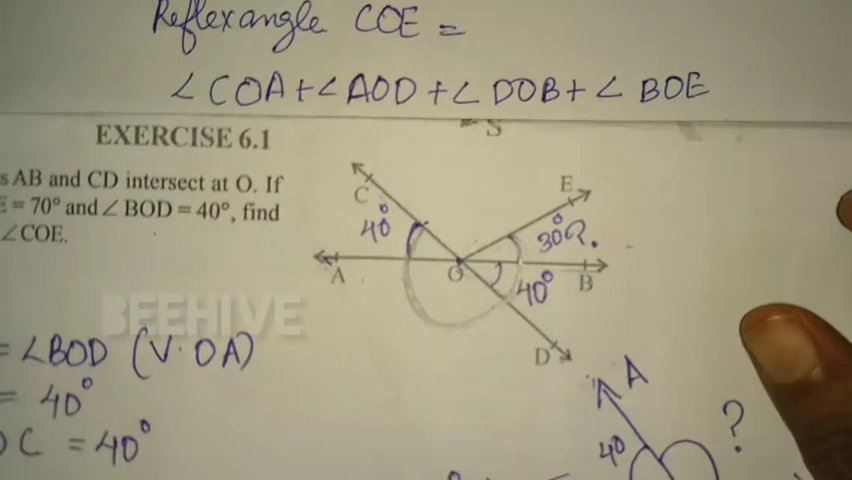 Reflexangle COE =
∠COA+∠AOD+∠DOB+∠BOE
S
EXERCISE 6.1
s AB and CD intersect at O. If
E = 70° and ∠ BOD = 40°, find
∠COE.
C
E
40°
30°
A
O
40°
B
D
BEEHIVE
= ∠BOD (V.OA)
= 40°
C = 40°
A
40
?